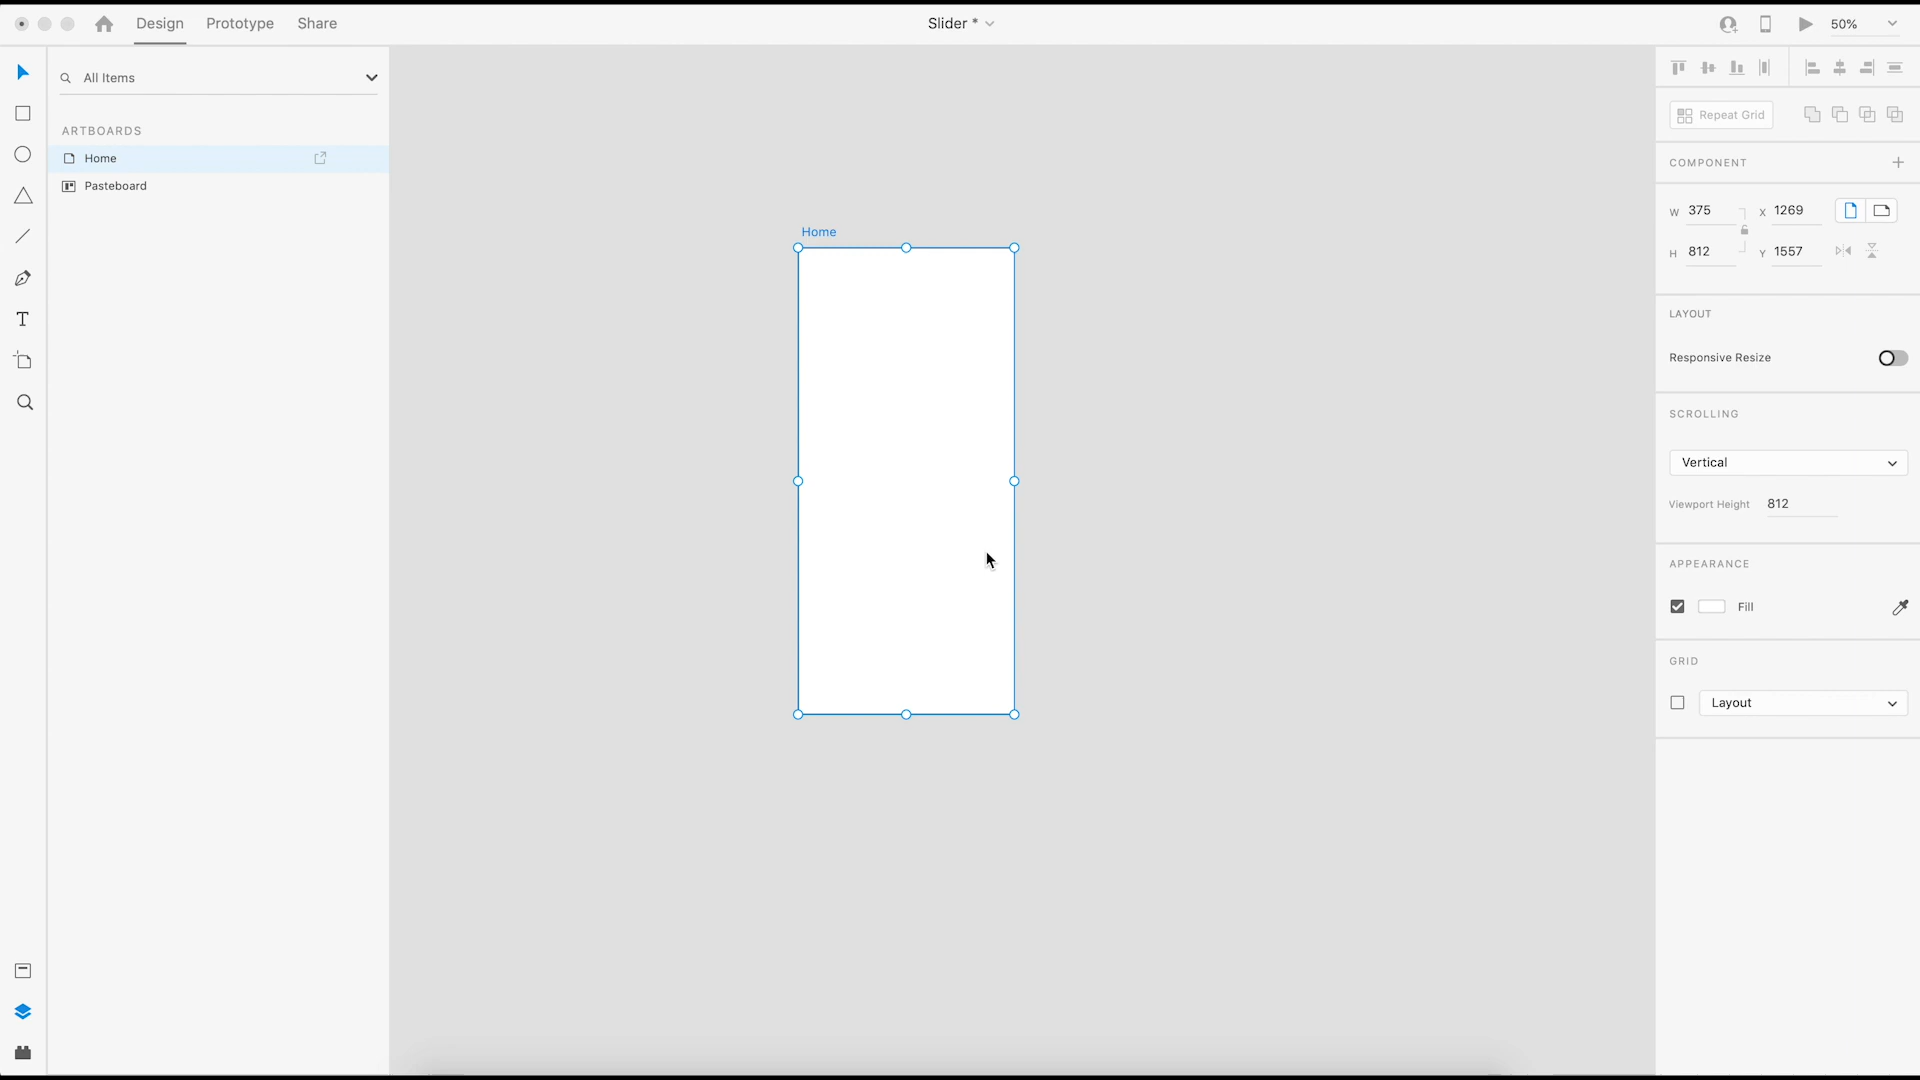 Design Prototype Share
Slider *
50%
All Items
ARTBOARDS
Home
Pasteboard
Home
Repeat Grid
COMPONENT
W 375 X 1269
H 812 Y 1557
LAYOUT
Responsive Resize
SCROLLING
Vertical
Viewport Height 812
APPEARANCE
Fill
GRID
Layout